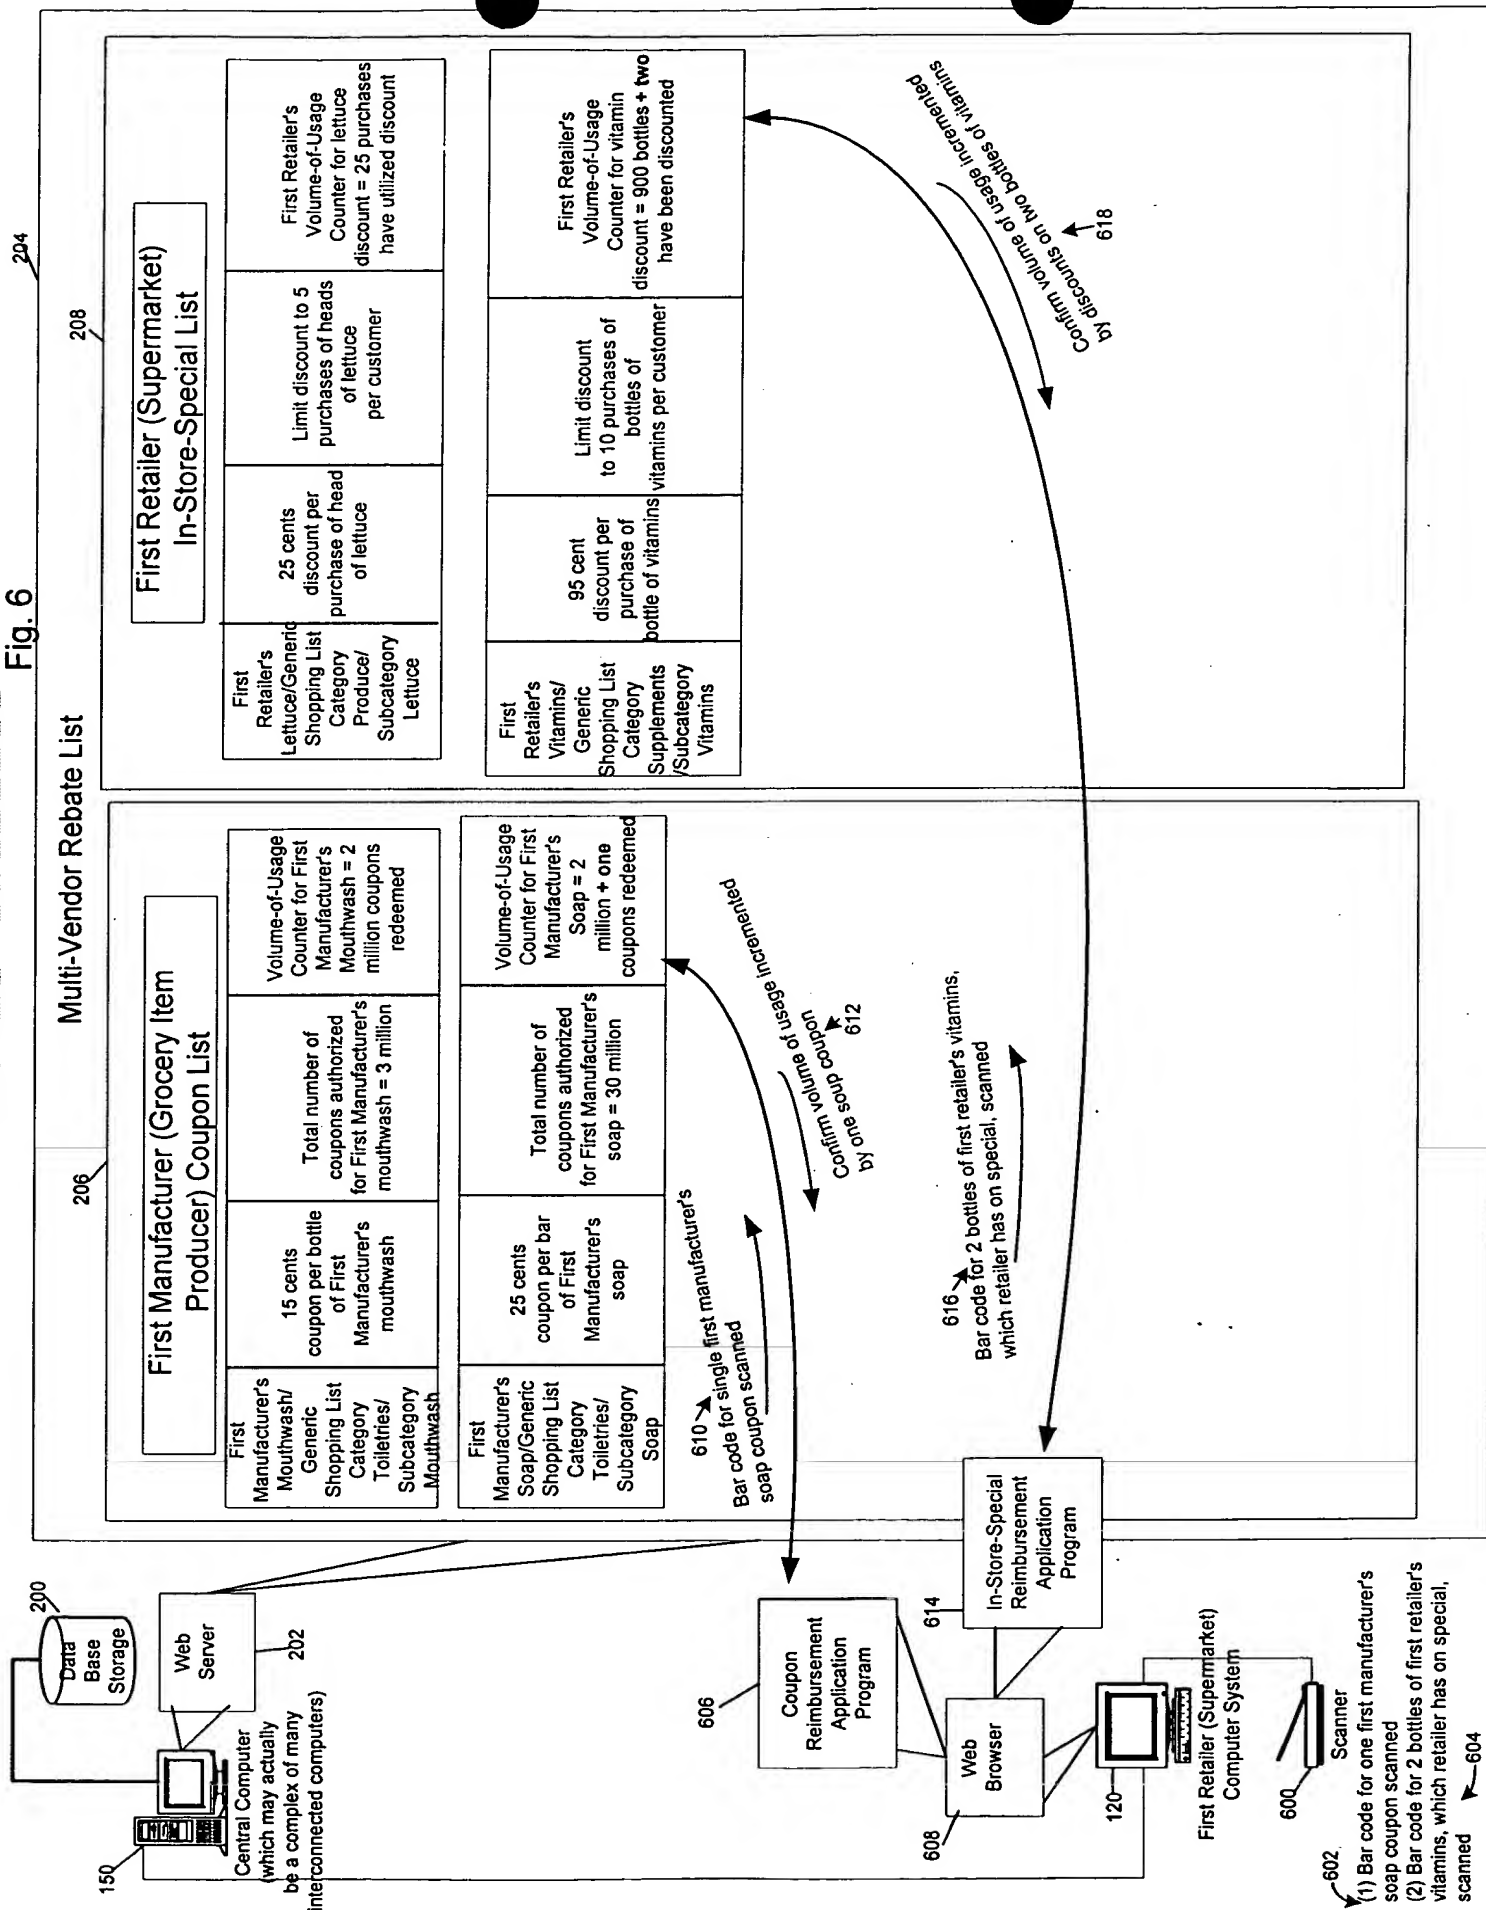 Fig. 6
204
Multi-Vendor Rebate List
206
First Manufacturer (Grocery Item
Producer) Coupon List
First
Manufacturer's
Mouthwash/
Generic
Shopping List
Category
Toiletries/
Subcategory
Mouthwash
15 cents
coupon per bottle
of First
Manufacturer's
mouthwash
Total number of
coupons authorized
for First Manufacturer's
mouthwash = 3 million
Volume-of-Usage
Counter for First
Manufacturer's
Mouthwash = 2
million coupons
redeemed
First
Manufacturer's
Soap/Generic
Shopping List
Category
Toiletries/
Subcategory
Soap
25 cents
coupon per bar
of First
Manufacturer's
soap
Total number of
coupons authorized
for First Manufacturer's
soap = 30 million
Volume-of-Usage
Counter for First
Manufacturer's
Soap = 2
million + one
coupons redeemed
208
First Retailer (Supermarket)
In-Store-Special List
First
Retailer's
Lettuce/Generic
Shopping List
Category
Produce/
Subcategory
Lettuce
25 cents
discount per
purchase of head
of lettuce
Limit discount to 5
purchases of heads
of lettuce
per customer
First Retailer's
Volume-of-Usage
Counter for lettuce
discount = 25 purchases
have utilized discount
First
Retailer's
Vitamins/
Generic
Shopping List
Category
Supplements
/Subcategory
Vitamins
95 cent
discount per
purchase of
bottle of vitamins
Limit discount
to 10 purchases of
bottles of
vitamins per customer
First Retailer's
Volume-of-Usage
Counter for vitamin
discount = 900 bottles + two
have been discounted
200
Data
Base
Storage
Web
Server
202
150
Central Computer
(which may actually
be a complex of many
interconnected computers)
610
Bar code for single first manufacturer's
soap coupon scanned
Confirm volume of usage incremented
by one soup coupon
612
616
Bar code for 2 bottles of first retailer's vitamins,
which retailer has on special, scanned
Confirm volume of usage incremented
by discounts on two bottles of vitamins
618
606
Coupon
Reimbursement
Application
Program
614
In-Store-Special
Reimbursement
Application
Program
608
Web
Browser
120
First Retailer (Supermarket)
Computer System
600
Scanner
602
(1) Bar code for one first manufacturer's
soap coupon scanned
(2) Bar code for 2 bottles of first retailer's
vitamins, which retailer has on special,
scanned
604